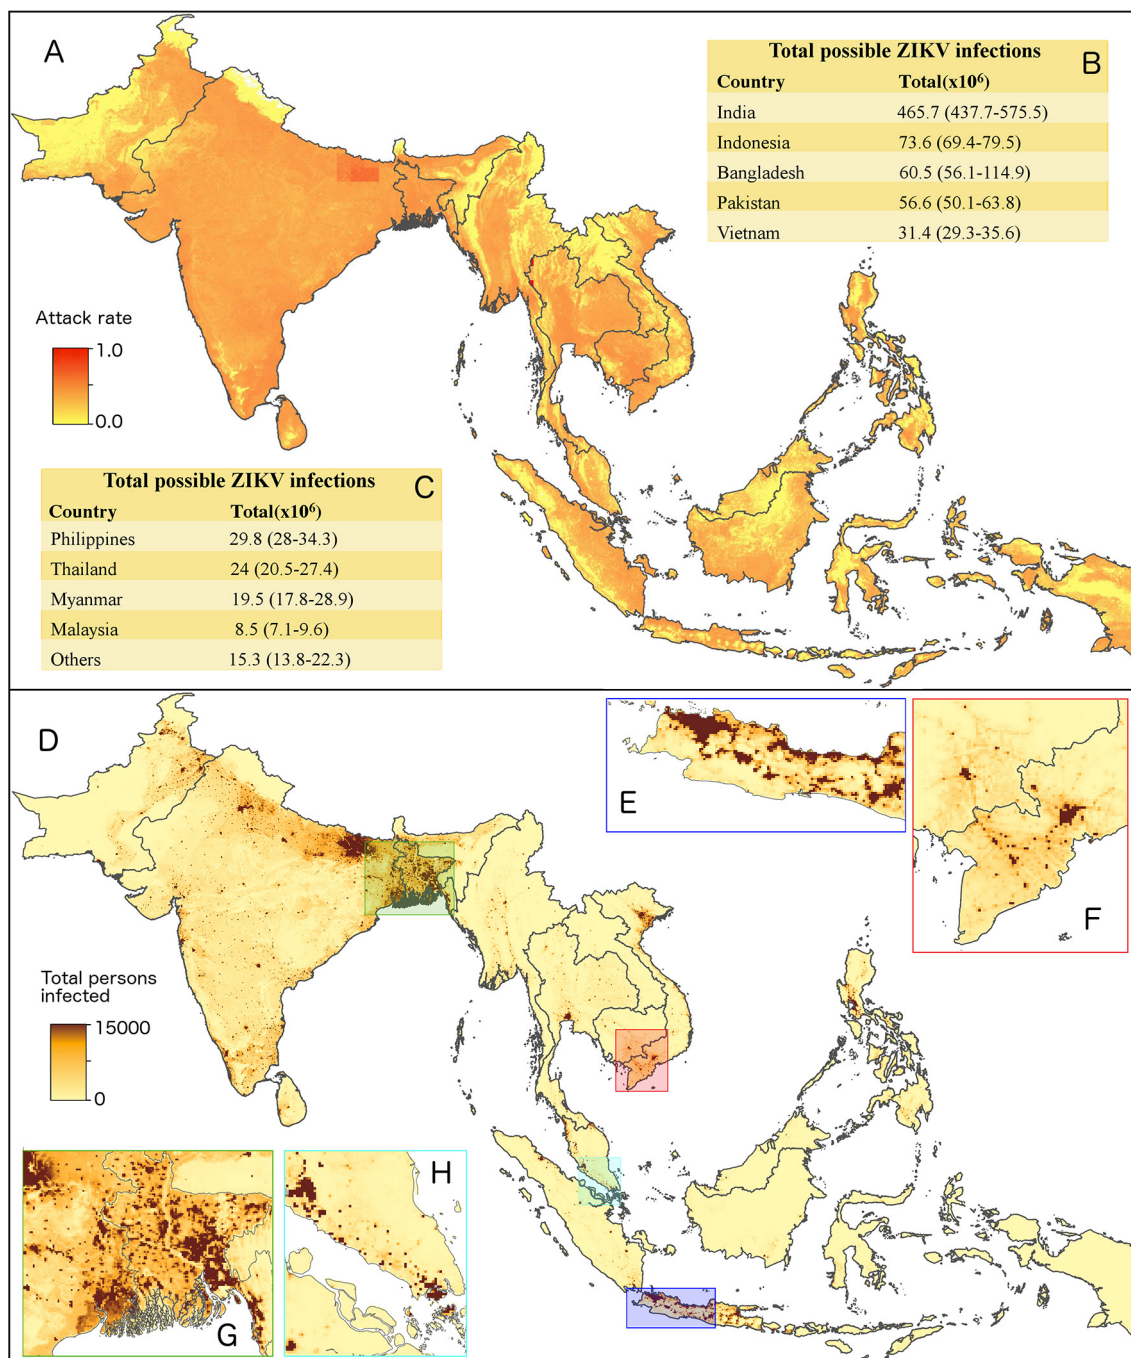 A
Total possible ZIKV infections
B
Country Total(x10⁶)
India 465.7 (437.7-575.5)
Indonesia 73.6 (69.4-79.5)
Bangladesh 60.5 (56.1-114.9)
Pakistan 56.6 (50.1-63.8)
Vietnam 31.4 (29.3-35.6)
Attack rate
1.0
0.0
Total possible ZIKV infections
C
Country Total(x10⁶)
Philippines 29.8 (28-34.3)
Thailand 24 (20.5-27.4)
Myanmar 19.5 (17.8-28.9)
Malaysia 8.5 (7.1-9.6)
Others 15.3 (13.8-22.3)
D
E
F
Total persons
infected
15000
0
G
H